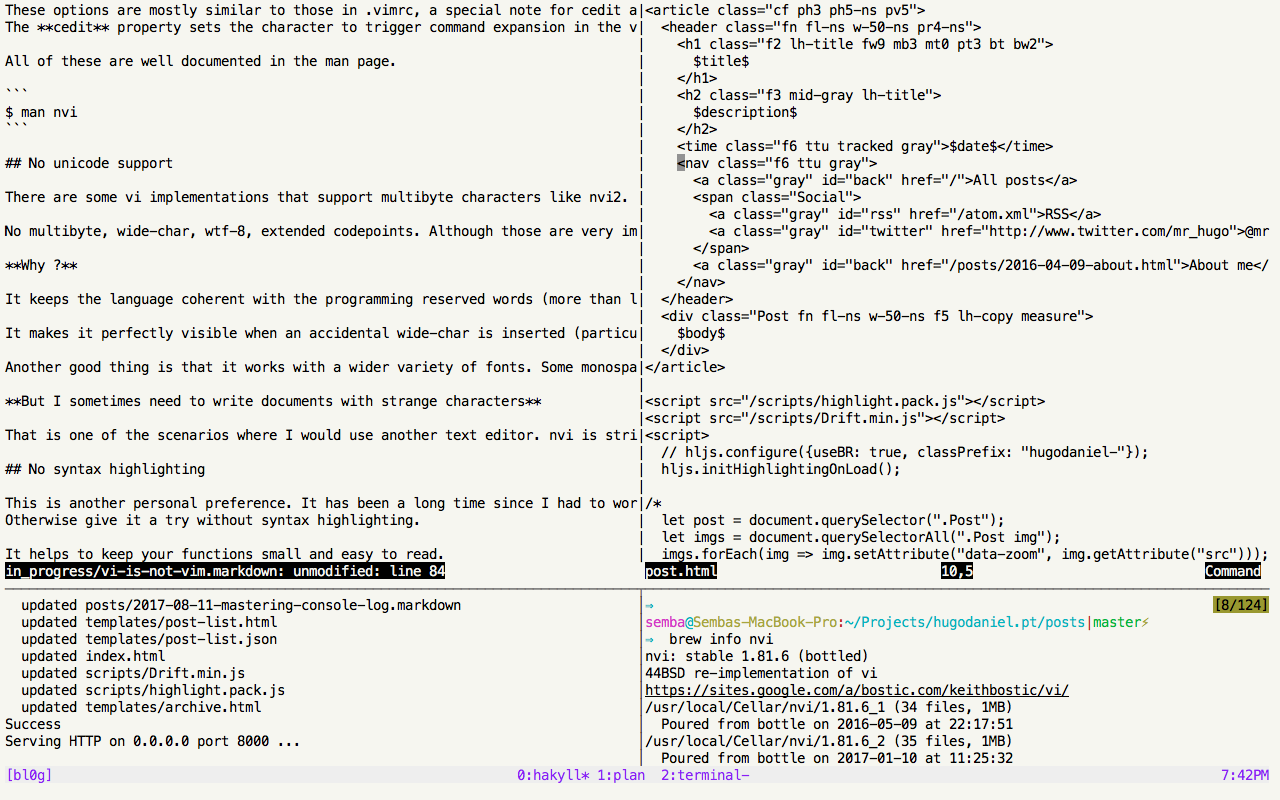 These options are mostly similar to those in .vimrc, a special note for cedit a
The **cedit** property sets the character to trigger command expansion in the v
All of these are well documented in the man page.
```
$ man nvi
```
## No unicode support
There are some vi implementations that support multibyte characters like nvi2.
No multibyte, wide-char, wtf-8, extended codepoints. Although those are very im
**Why ?**
It keeps the language coherent with the programming reserved words (more than l
It makes it perfectly visible when an accidental wide-char is inserted (particu
Another good thing is that it works with a wider variety of fonts. Some monospa
**But I sometimes need to write documents with strange characters**
That is one of the scenarios where I would use another text editor. nvi is stri
## No syntax highlighting
This is another personal preference. It has been a long time since I had to wor
Otherwise give it a try without syntax highlighting.
It helps to keep your functions small and easy to read.
in_progress/vi-is-not-vim.markdown: unmodified: line 84
<article class="cf ph3 ph5-ns pv5">
  <header class="fn fl-ns w-50-ns pr4-ns">
    <h1 class="f2 lh-title fw9 mb3 mt0 pt3 bt bw2">
      $title$
    </h1>
    <h2 class="f3 mid-gray lh-title">
      $description$
    </h2>
    <time class="f6 ttu tracked gray">$date$</time>
    <nav class="f6 ttu gray">
      <a class="gray" id="back" href="/">All posts</a>
      <span class="Social">
        <a class="gray" id="rss" href="/atom.xml">RSS</a>
        <a class="gray" id="twitter" href="http://www.twitter.com/mr_hugo">@mr
      </span>
      <a class="gray" id="back" href="/posts/2016-04-09-about.html">About me</
    </nav>
  </header>
  <div class="Post fn fl-ns w-50-ns f5 lh-copy measure">
    $body$
  </div>
</article>
<script src="/scripts/highlight.pack.js"></script>
<script src="/scripts/Drift.min.js"></script>
<script>
  // hljs.configure({useBR: true, classPrefix: "hugodaniel-"});
  hljs.initHighlightingOnLoad();
/*
  let post = document.querySelector(".Post");
  let imgs = document.querySelectorAll(".Post img");
  imgs.forEach(img => img.setAttribute("data-zoom", img.getAttribute("src")));
post.html 10,5 Command
  updated posts/2017-08-11-mastering-console-log.markdown
  updated templates/post-list.html
  updated templates/post-list.json
  updated index.html
  updated scripts/Drift.min.js
  updated scripts/highlight.pack.js
  updated templates/archive.html
Success
Serving HTTP on 0.0.0.0 port 8000 ...
⇒ [8/124]
semba@Sembas-MacBook-Pro:~/Projects/hugodaniel.pt/posts|master⚡
⇒  brew info nvi
nvi: stable 1.81.6 (bottled)
44BSD re-implementation of vi
https://sites.google.com/a/bostic.com/keithbostic/vi/
/usr/local/Cellar/nvi/1.81.6_1 (34 files, 1MB)
  Poured from bottle on 2016-05-09 at 22:17:51
/usr/local/Cellar/nvi/1.81.6_2 (35 files, 1MB)
  Poured from bottle on 2017-01-10 at 11:25:32
[bl0g] 0:hakyll* 1:plan  2:terminal- 7:42PM